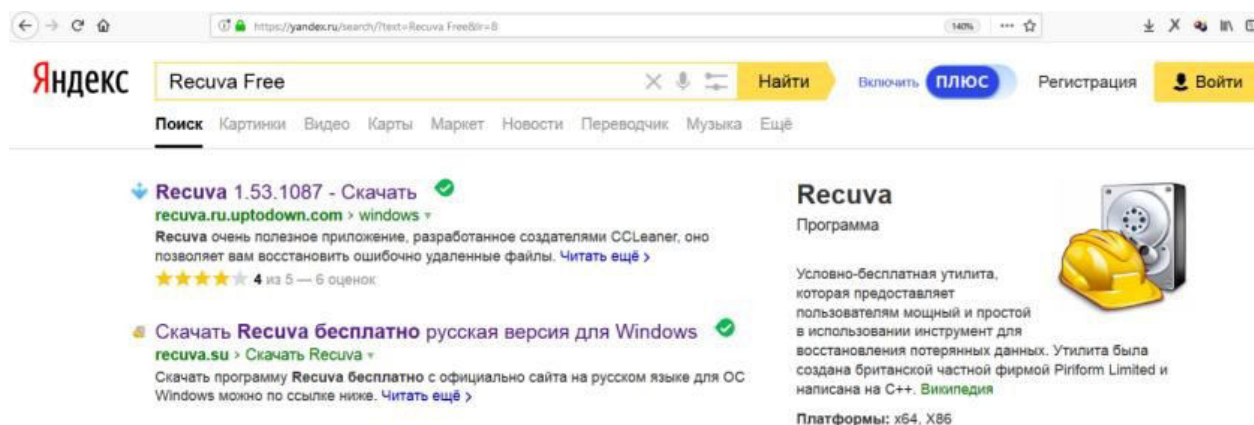 https://yandex.ru/search/?text=Recuva Free&lr=8
140%
Яндекс
Recuva Free
Найти
Включить ПЛЮС
Регистрация
Войти
Поиск Картинки Видео Карты Маркет Новости Переводчик Музыка Ещё
Recuva 1.53.1087 - Скачать
recuva.ru.uptodown.com › windows
Recuva очень полезное приложение, разработанное создателями CCLeaner, оно
позволяет вам восстановить ошибочно удаленные файлы. Читать ещё ›
4 из 5 — 6 оценок
Скачать Recuva бесплатно русская версия для Windows
recuva.su › Скачать Recuva
Скачать программу Recuva бесплатно с официально сайта на русском языке для ОС
Windows можно по ссылке ниже. Читать ещё ›
Recuva
Программа
Условно-бесплатная утилита,
которая предоставляет
пользователям мощный и простой
в использовании инструмент для
восстановления потерянных данных. Утилита была
создана британской частной фирмой Piriform Limited и
написана на C++. Википедия
Платформы: x64, X86